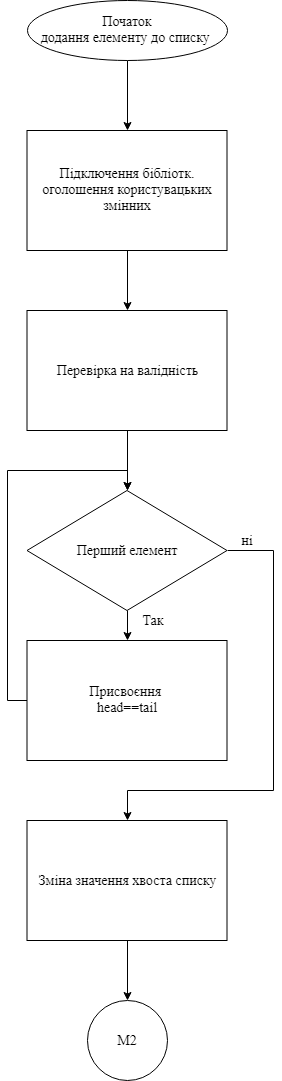 Початок
додання елементу до списку
Підключення бібліотк.
оголошення користувацьких
змінних
Перевірка на валідність
Перший елемент
ні
Так
Присвоєння
head==tail
Зміна значення хвоста списку
М2